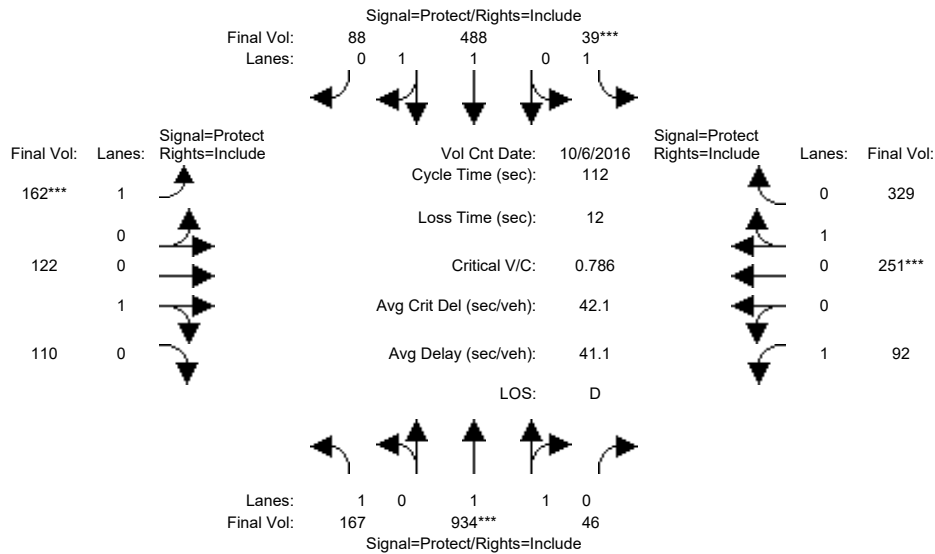 Signal=Protect/Rights=Include
Final Vol: 88 488 39***
Lanes: 0 1 1 0 1
Signal=Protect Signal=Protect
Final Vol: Lanes: Rights=Include Vol Cnt Date: 10/6/2016 Rights=Include Lanes: Final Vol:
Cycle Time (sec): 112
162*** 1 0 329
Loss Time (sec): 12
0 1
122 0 Critical V/C: 0.786 0 251***
1 Avg Crit Del (sec/veh): 42.1 0
110 0 Avg Delay (sec/veh): 41.1 1 92
LOS: D
Lanes: 1 0 1 1 0
Final Vol: 167 934*** 46
Signal=Protect/Rights=Include